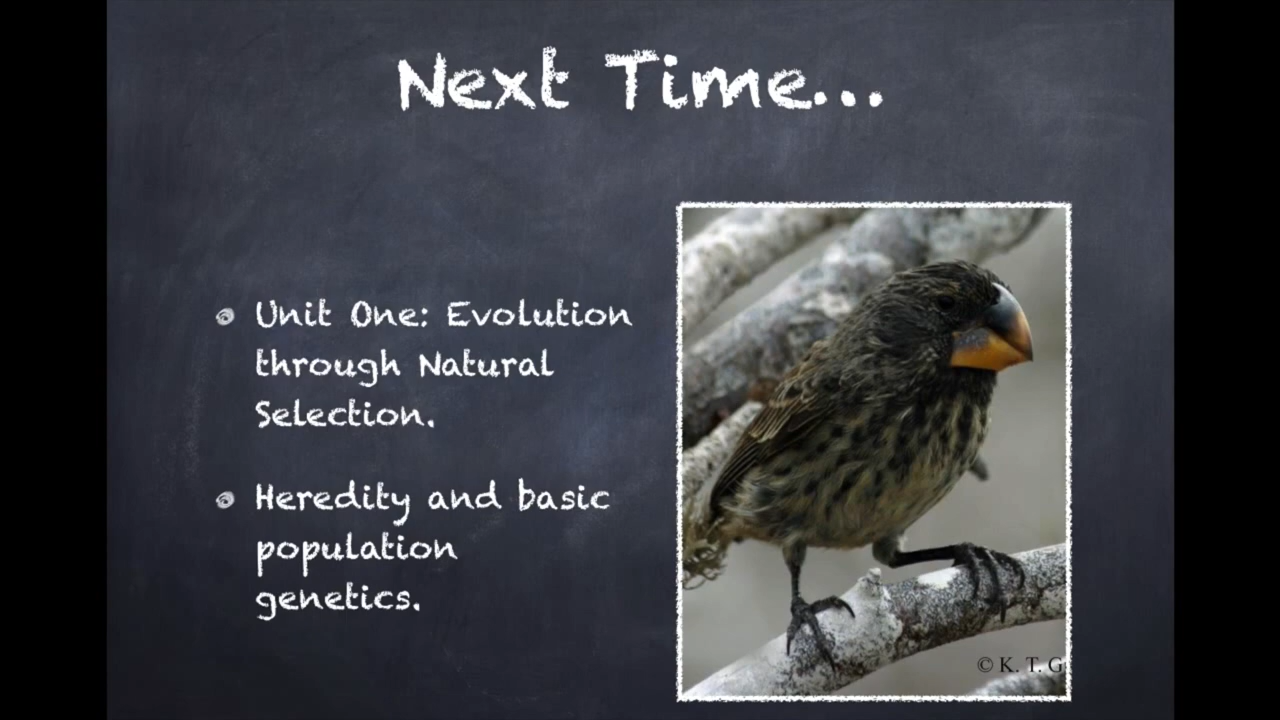 Next Time...
Unit One: Evolution
through Natural
Selection.
Heredity and basic
population
genetics.
© K. T. G